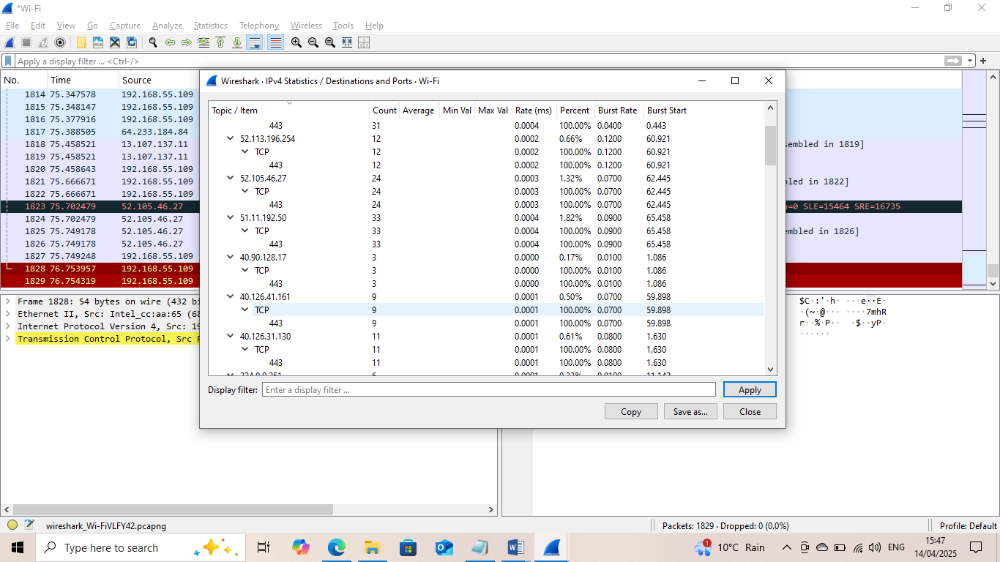 *Wi-Fi
File Edit View Go Capture Analyze Statistics Telephony Wireless Tools Help
Apply a display filter ... <Ctrl-/>
No. Time Source
1814 75.347578 192.168.55.109
1815 75.348147 192.168.55.109
1816 75.377916 192.168.55.109
1817 75.388505 64.233.184.84
1818 75.458521 13.107.137.11 sembled in 1819]
1819 75.458521 13.107.137.11
1820 75.458643 192.168.55.109
1821 75.666671 192.168.55.109 bled in 1822]
1822 75.666671 192.168.55.109
1823 75.702479 52.105.46.27 n=0 SLE=15464 SRE=16735
1824 75.702479 52.105.46.27
1825 75.749178 52.105.46.27 embled in 1826]
1826 75.749178 52.105.46.27
1827 75.749248 192.168.55.109
1828 76.753957 192.168.55.109
1829 76.754319 192.168.55.109
Wireshark · IPv4 Statistics / Destinations and Ports · Wi-Fi
Topic / Item Count Average Min Val Max Val Rate (ms) Percent Burst Rate Burst Start
443 31 0.0004 100.00% 0.0400 0.443
52.113.196.254 12 0.0002 0.66% 0.1200 60.921
TCP 12 0.0002 100.00% 0.1200 60.921
443 12 0.0002 100.00% 0.1200 60.921
52.105.46.27 24 0.0003 1.32% 0.0700 62.445
TCP 24 0.0003 100.00% 0.0700 62.445
443 24 0.0003 100.00% 0.0700 62.445
51.11.192.50 33 0.0004 1.82% 0.0900 65.458
TCP 33 0.0004 100.00% 0.0900 65.458
443 33 0.0004 100.00% 0.0900 65.458
40.90.128.17 3 0.0000 0.17% 0.0100 1.086
TCP 3 0.0000 100.00% 0.0100 1.086
443 3 0.0000 100.00% 0.0100 1.086
40.126.41.161 9 0.0001 0.50% 0.0700 59.898
TCP 9 0.0001 100.00% 0.0700 59.898
443 9 0.0001 100.00% 0.0700 59.898
40.126.31.130 11 0.0001 0.61% 0.0800 1.630
TCP 11 0.0001 100.00% 0.0800 1.630
443 11 0.0001 100.00% 0.0800 1.630
Display filter: Enter a display filter ... Apply
Copy Save as... Close
Frame 1828: 54 bytes on wire (432 bi
Ethernet II, Src: Intel_cc:aa:65 (68
Internet Protocol Version 4, Src: 19
Transmission Control Protocol, Src P
$C·:'·h ···e··E·
·(~·@··· ····7mhR
r··%·P·· ·$··yP·
······
wireshark_Wi-FiVLFY42.pcapng Packets: 1829 · Dropped: 0 (0.0%) Profile: Default
Type here to search 1 10°C Rain ENG 15:47
14/04/2025